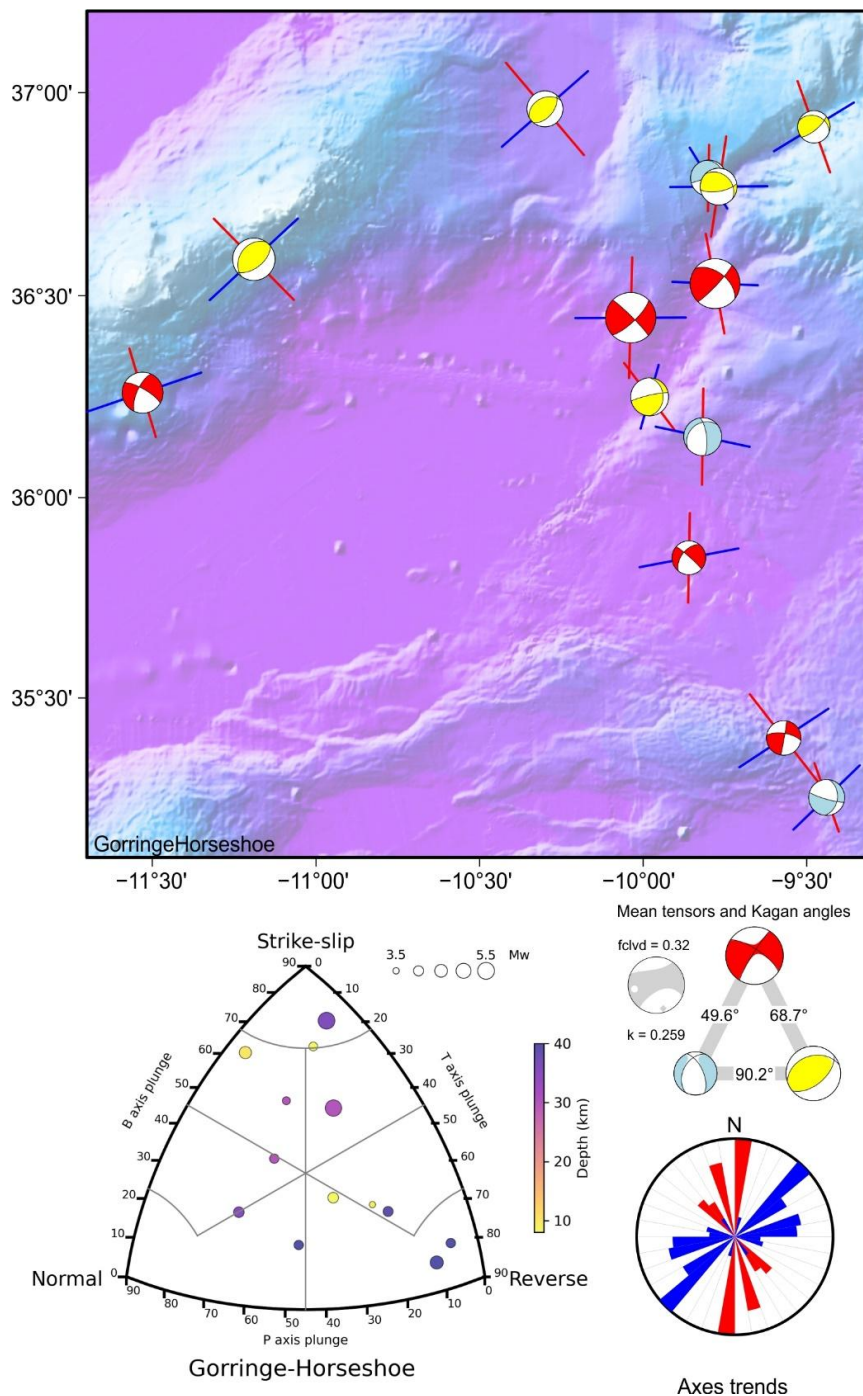 37°00'
36°30'
36°00'
35°30'
GorringeHorseshoe
−11°30' −11°00' −10°30' −10°00' −9°30'
Mean tensors and Kagan angles
fclvd = 0.32
49.6° 68.7°
k = 0.259
90.2°
Strike-slip
3.5 5.5 Mw
90 0
80 10
70 20
60 30
50 40
40 50
30 60
20 70
10 80
0 90
B axis plunge
T axis plunge
Normal
Reverse
90 80 70 60 50 40 30 20 10 0
P axis plunge
Gorringe-Horseshoe
40
30
20
10
Depth (km)
N
Axes trends